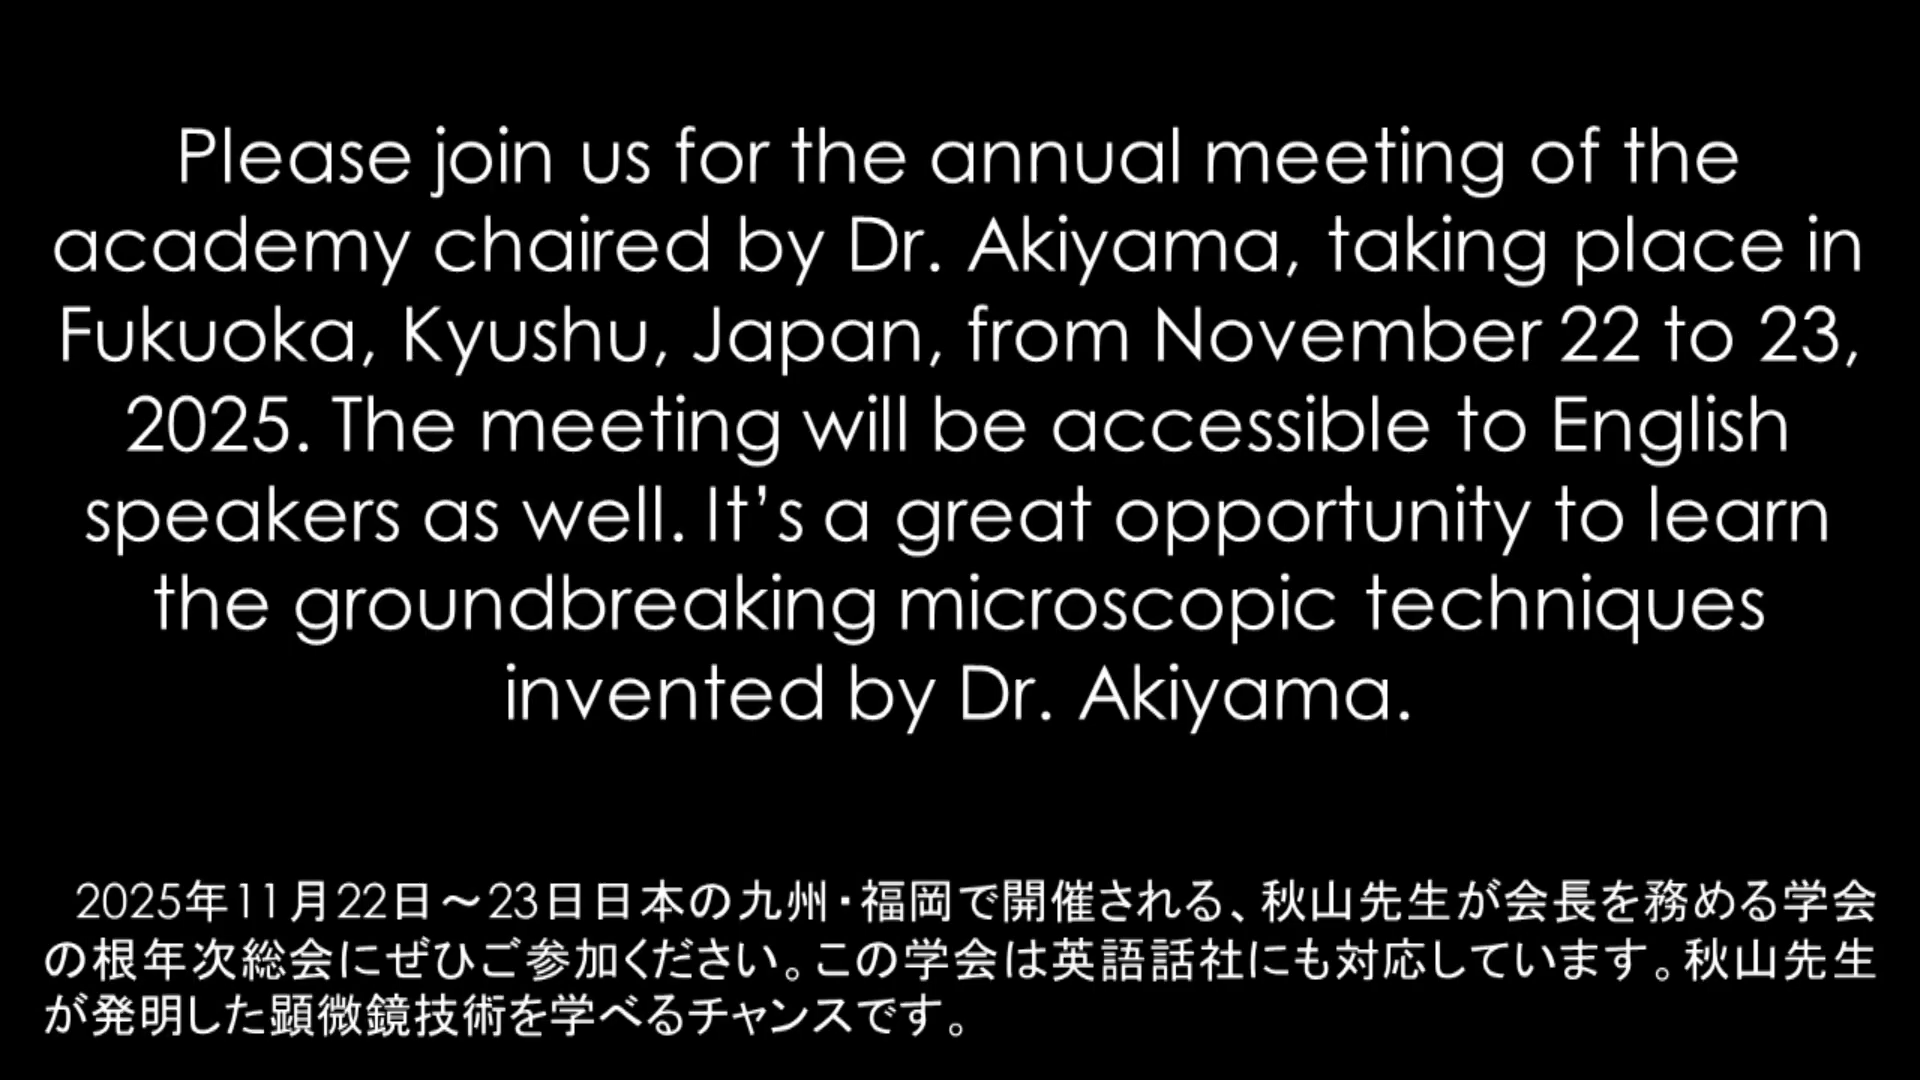 Please join us for the annual meeting of the
academy chaired by Dr. Akiyama, taking place in
Fukuoka, Kyushu, Japan, from November 22 to 23,
2025. The meeting will be accessible to English
speakers as well. It’s a great opportunity to learn
the groundbreaking microscopic techniques
invented by Dr. Akiyama.
2025年11月22日～23日日本の九州・福岡で開催される、秋山先生が会長を務める学会
の根年次総会にぜひご参加ください。この学会は英語話社にも対応しています。秋山先生
が発明した顕微鏡技術を学べるチャンスです。